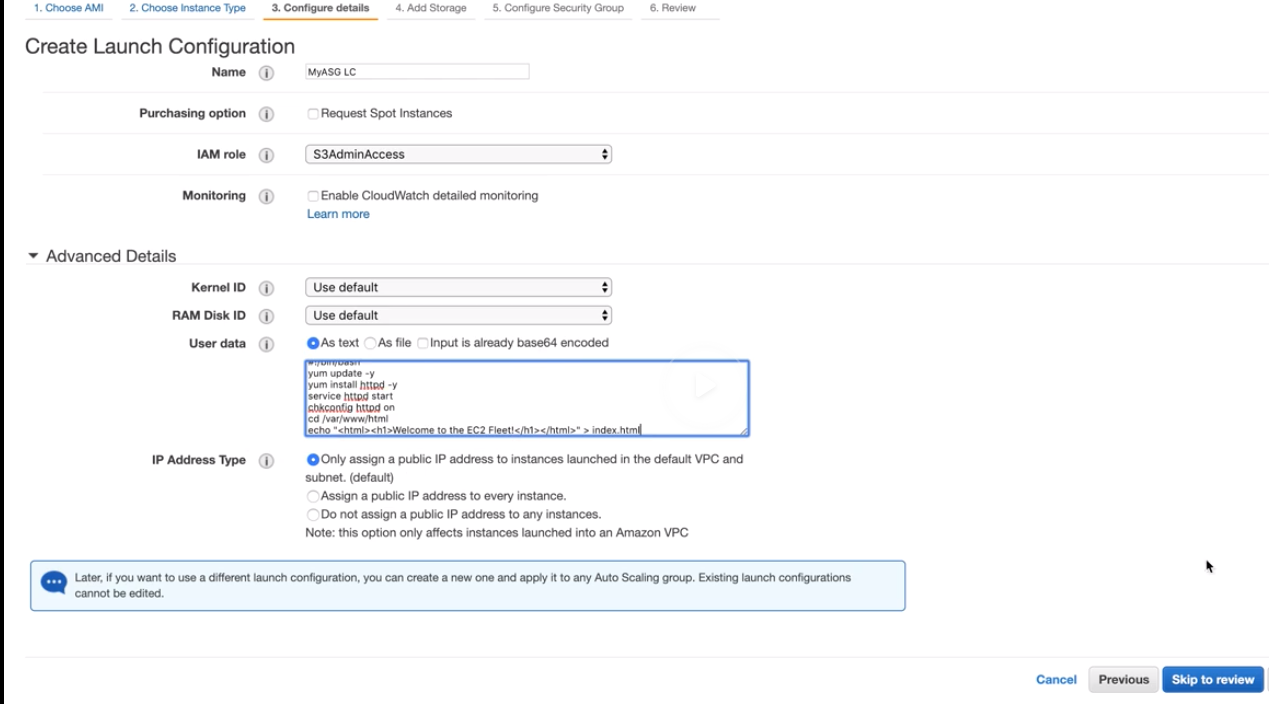 1. Choose AMI 2. Choose Instance Type 3. Configure details 4. Add Storage 5. Configure Security Group 6. Review
Create Launch Configuration
Name i MyASG LC
Purchasing option i Request Spot Instances
IAM role i S3AdminAccess
Monitoring i Enable CloudWatch detailed monitoring
Learn more
Advanced Details
Kernel ID i Use default
RAM Disk ID i Use default
User data i As text As file Input is already base64 encoded
#!/bin/bash
yum update -y
yum install httpd -y
service httpd start
chkconfig httpd on
cd /var/www/html
echo "<html><h1>Welcome to the EC2 Fleet!</h1></html>" > index.html
IP Address Type i Only assign a public IP address to instances launched in the default VPC and
subnet. (default)
Assign a public IP address to every instance.
Do not assign a public IP address to any instances.
Note: this option only affects instances launched into an Amazon VPC
Later, if you want to use a different launch configuration, you can create a new one and apply it to any Auto Scaling group. Existing launch configurations
cannot be edited.
Cancel Previous Skip to review